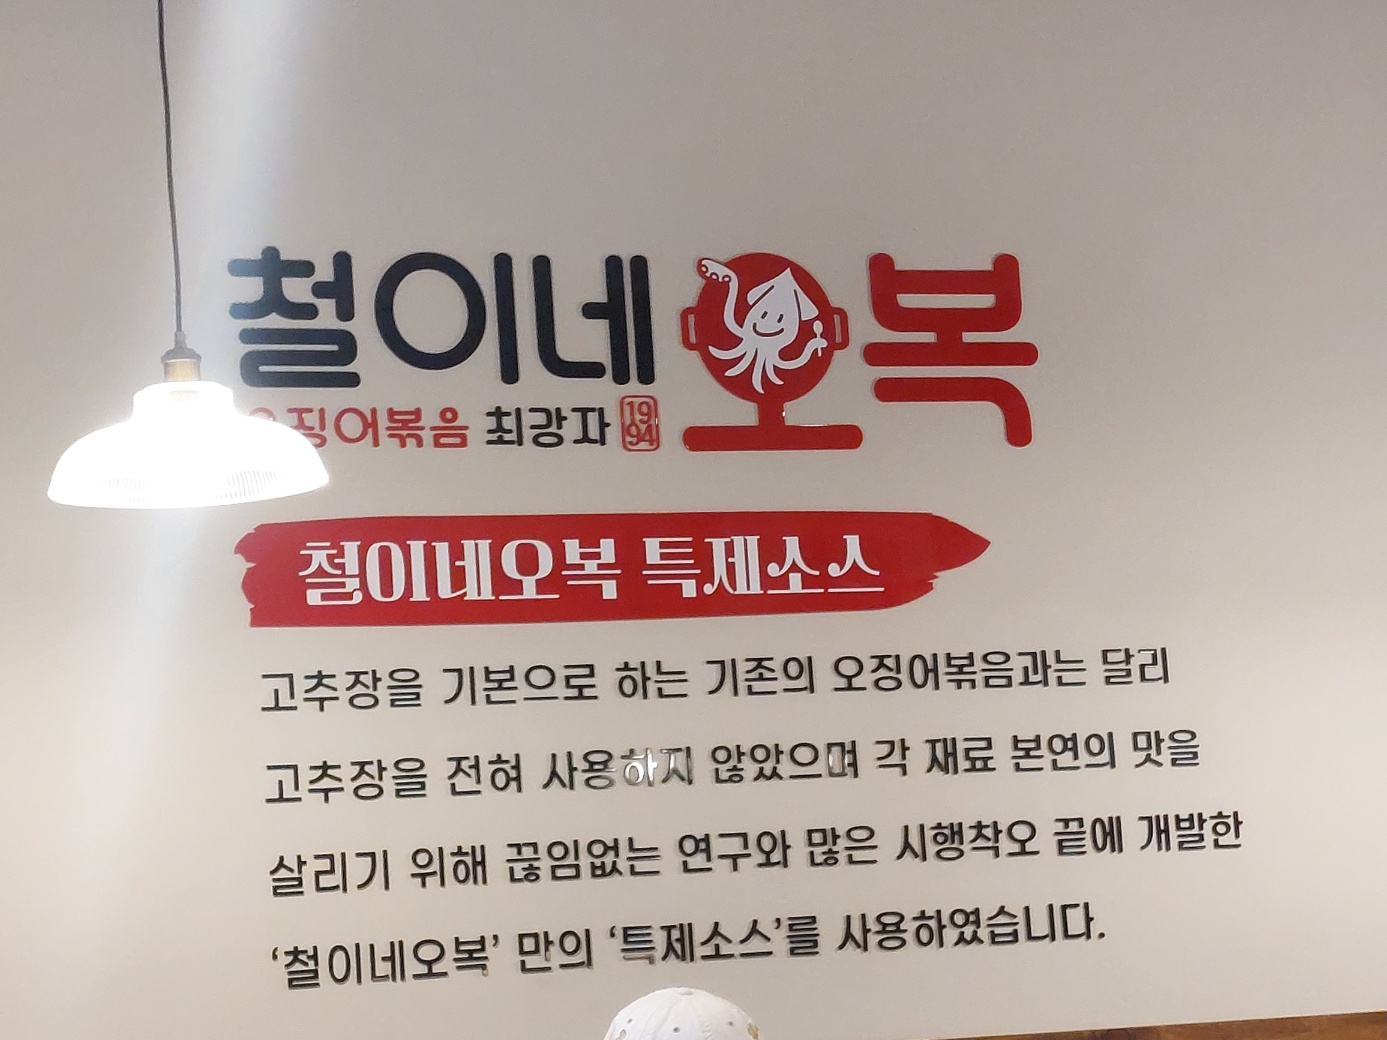 철이네 오복
오징어볶음 최강자 1994
철이네오복 특제소스
고추장을 기본으로 하는 기존의 오징어볶음과는 달리
고추장을 전혀 사용하지 않았으며 각 재료 본연의 맛을
살리기 위해 끊임없는 연구와 많은 시행착오 끝에 개발한
‘철이네오복’ 만의 ‘특제소스’를 사용하였습니다.